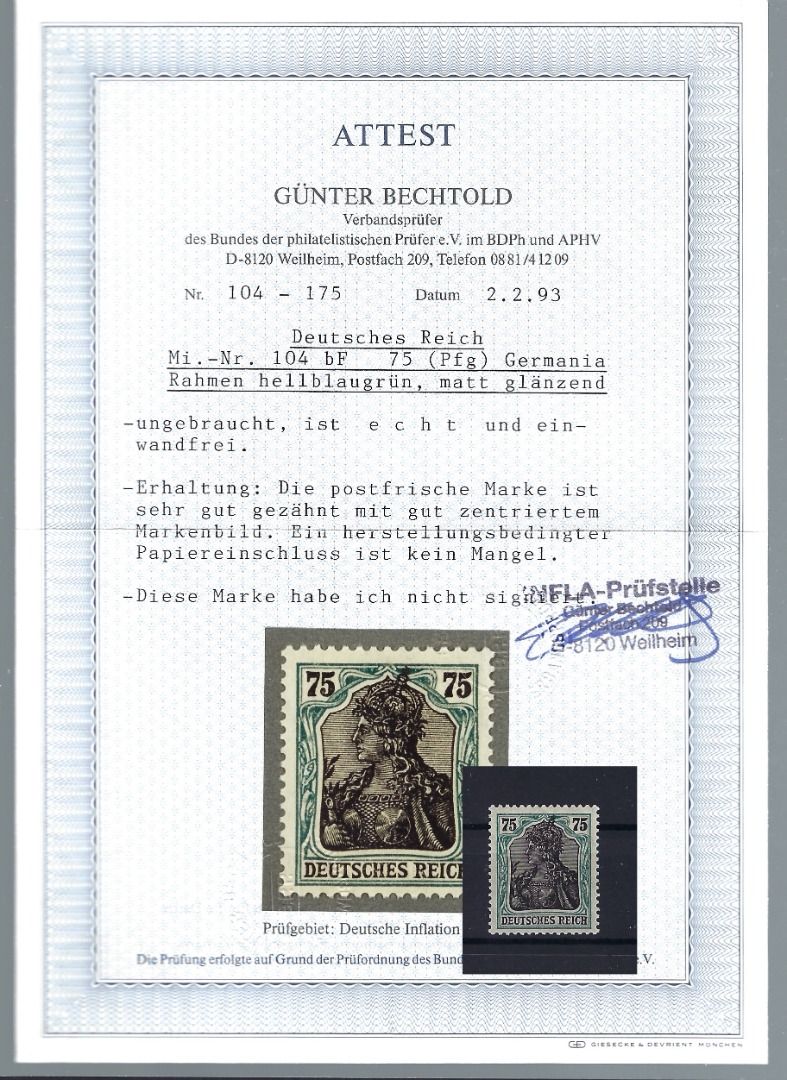 ATTEST
GÜNTER BECHTOLD
Verbandsprüfer
des Bundes der philatelistischen Prüfer e.V. im BDPh und APHV
D-8120 Weilheim, Postfach 209, Telefon 0881/41209
Nr. 104 - 175 Datum 2.2.93
Deutsches Reich
Mi.-Nr. 104 bF 75 (Pfg) Germania
Rahmen hellblaugrün, matt glänzend
-ungebraucht, ist e c h t und ein-
wandfrei.
-Erhaltung: Die postfrische Marke ist
sehr gut gezähnt mit gut zentriertem
Markenbild. Ein herstellungsbedingter
Papiereinschluss ist kein Mangel.
-Diese Marke habe ich nicht signiert.
INFLA-Prüfstelle
Günter Bechtold
Postfach 209
D-8120 Weilheim
75 75
DEUTSCHES REICH
75 75
DEUTSCHES REICH
Prüfgebiet: Deutsche Inflation
Die Prüfung erfolgte auf Grund der Prüfordnung des Bund e.V.
GIESECKE & DEVRIENT MÜNCHEN